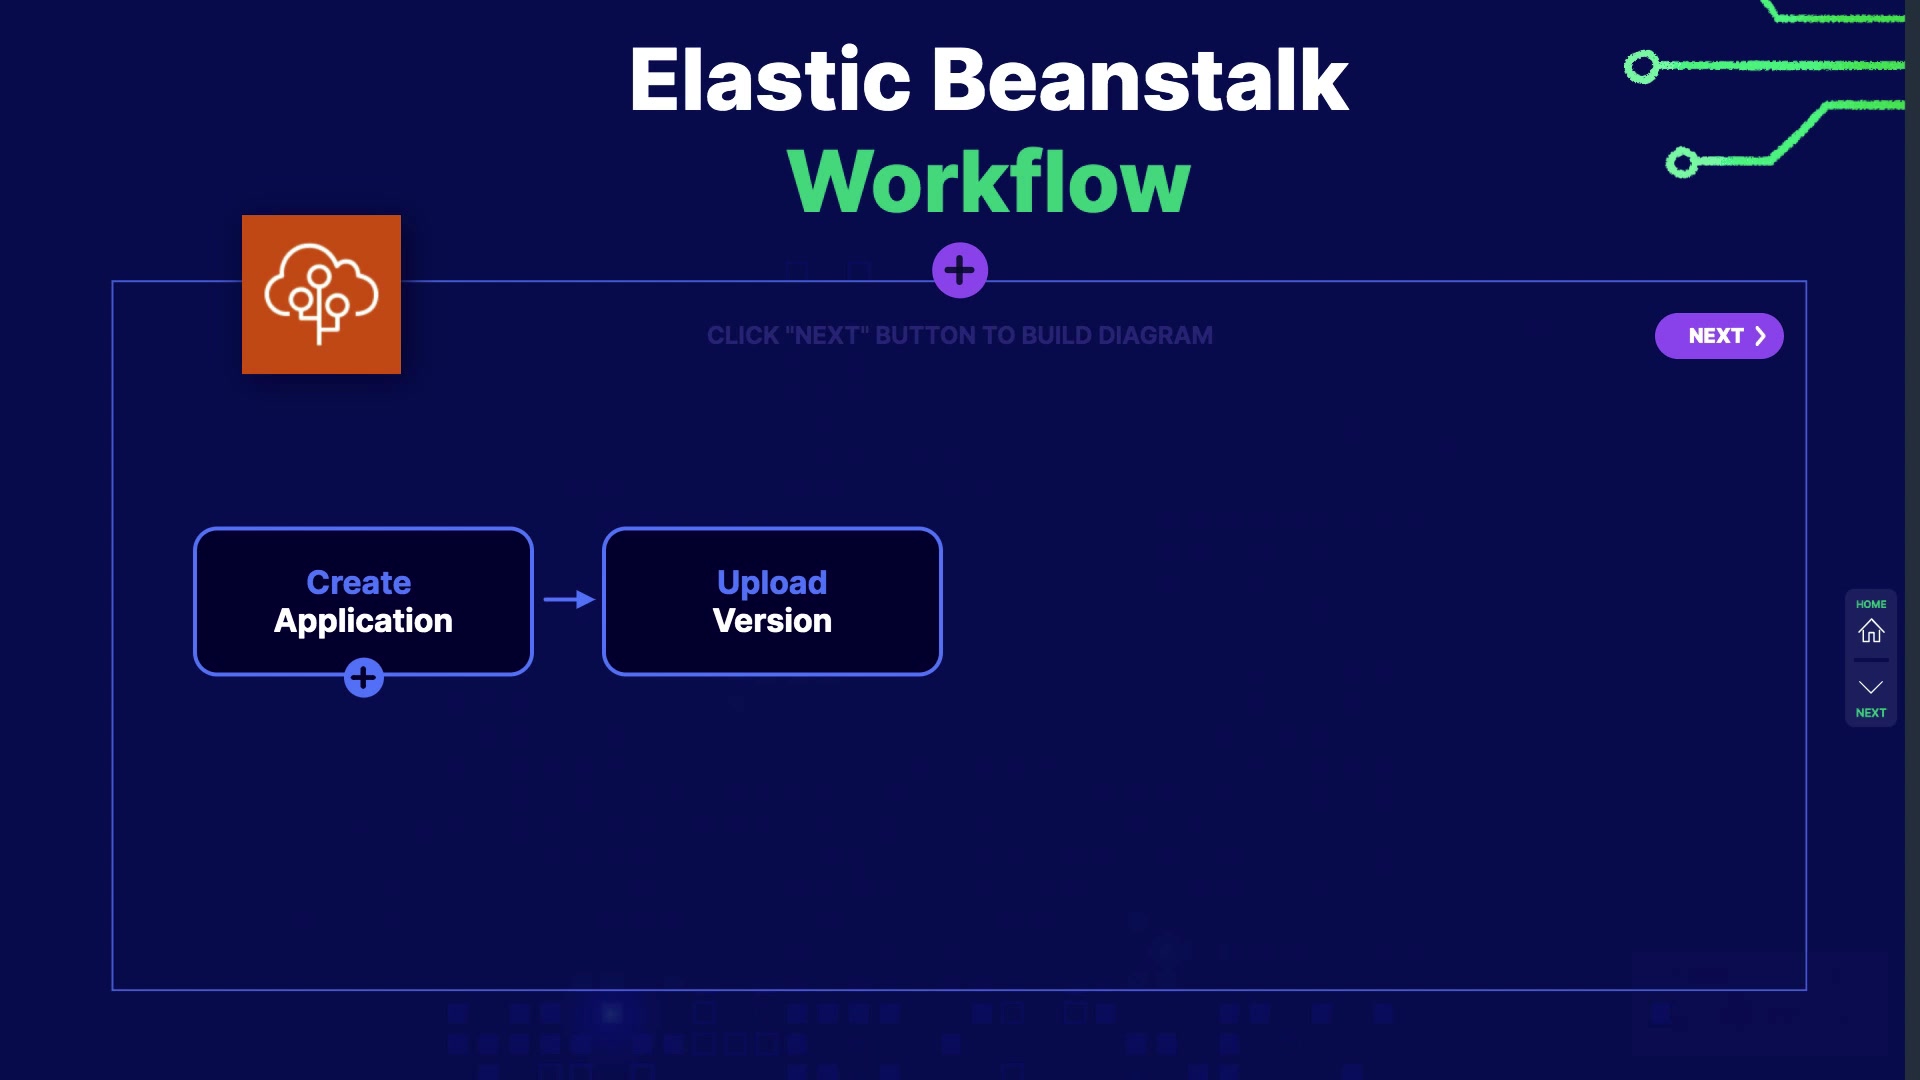 Elastic Beanstalk
Workflow
CLICK "NEXT" BUTTON TO BUILD DIAGRAM
NEXT
Create
Application
Upload
Version
HOME
NEXT